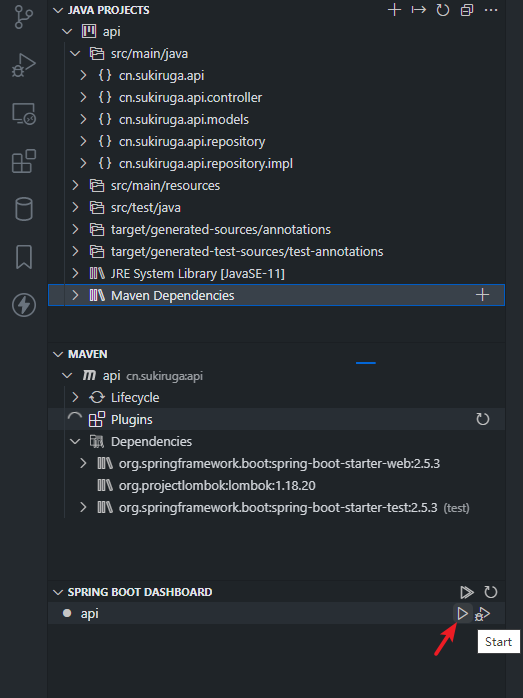 JAVA PROJECTS
api
src/main/java
{} cn.sukiruga.api
{} cn.sukiruga.api.controller
{} cn.sukiruga.api.models
{} cn.sukiruga.api.repository
{} cn.sukiruga.api.repository.impl
src/main/resources
src/test/java
target/generated-sources/annotations
target/generated-test-sources/test-annotations
JRE System Library [JavaSE-11]
Maven Dependencies
MAVEN
m api cn.sukiruga:api
Lifecycle
Plugins
Dependencies
org.springframework.boot:spring-boot-starter-web:2.5.3
org.projectlombok:lombok:1.18.20
org.springframework.boot:spring-boot-starter-test:2.5.3 (test)
SPRING BOOT DASHBOARD
api
Start